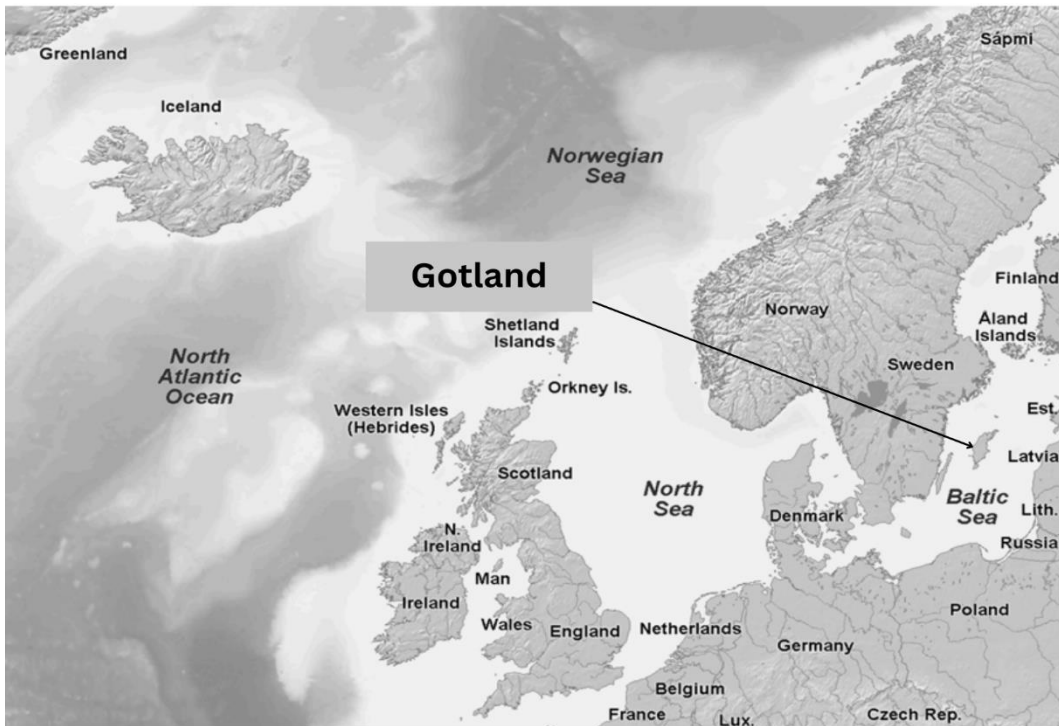 Greenland
Iceland
Sápmi
Norwegian
Sea
Gotland
Finland
Norway
Åland
Islands
Shetland
Islands
Sweden
North
Atlantic
Ocean
Orkney Is.
Western Isles
(Hebrides)
Est.
Latvia
Scotland
North
Sea
Baltic
Sea
Lith.
Denmark
N.
Ireland
Russia
Man
Ireland
Wales
England
Netherlands
Poland
Germany
Belgium
France
Lux.
Czech Rep.